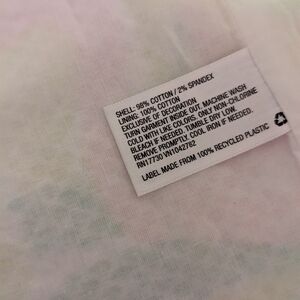 SHELL: 98% COTTON / 2% SPANDEX
LINING: 100% COTTON
EXCLUSIVE OF DECORATION
TURN GARMENT INSIDE OUT. MACHINE WASH
COLD WITH LIKE COLORS. ONLY NON-CHLORINE
BLEACH IF NEEDED. TUMBLE DRY LOW.
REMOVE PROMPTLY. COOL IRON IF NEEDED.
RN17730 VN1042762
LABEL MADE FROM 100% RECYCLED PLASTIC